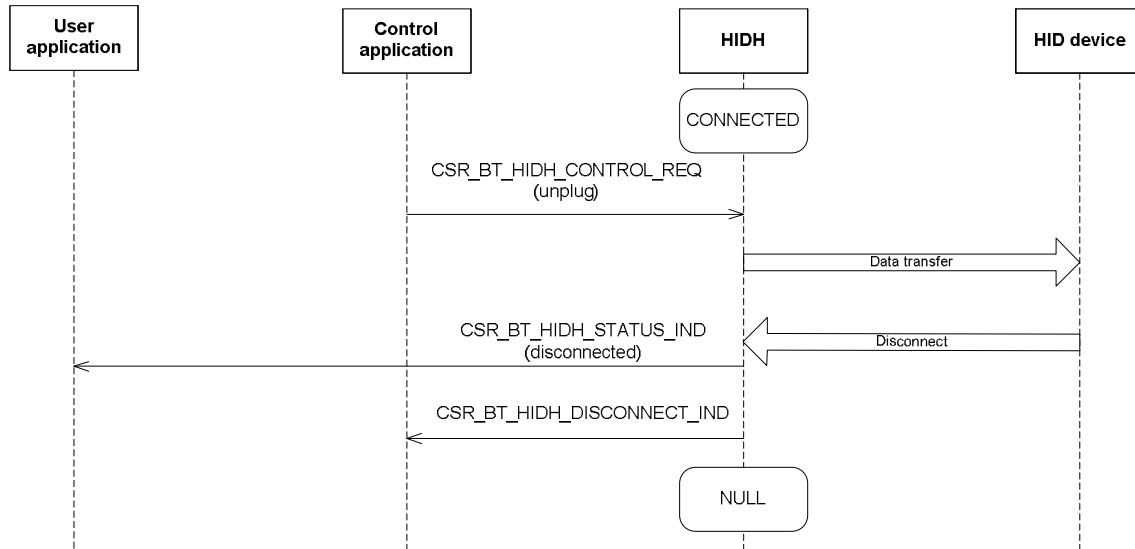 User
application
Control
application
HIDH
HID device
CONNECTED
CSR_BT_HIDH_CONTROL_REQ
(unplug)
Data transfer
CSR_BT_HIDH_STATUS_IND
(disconnected)
Disconnect
CSR_BT_HIDH_DISCONNECT_IND
NULL